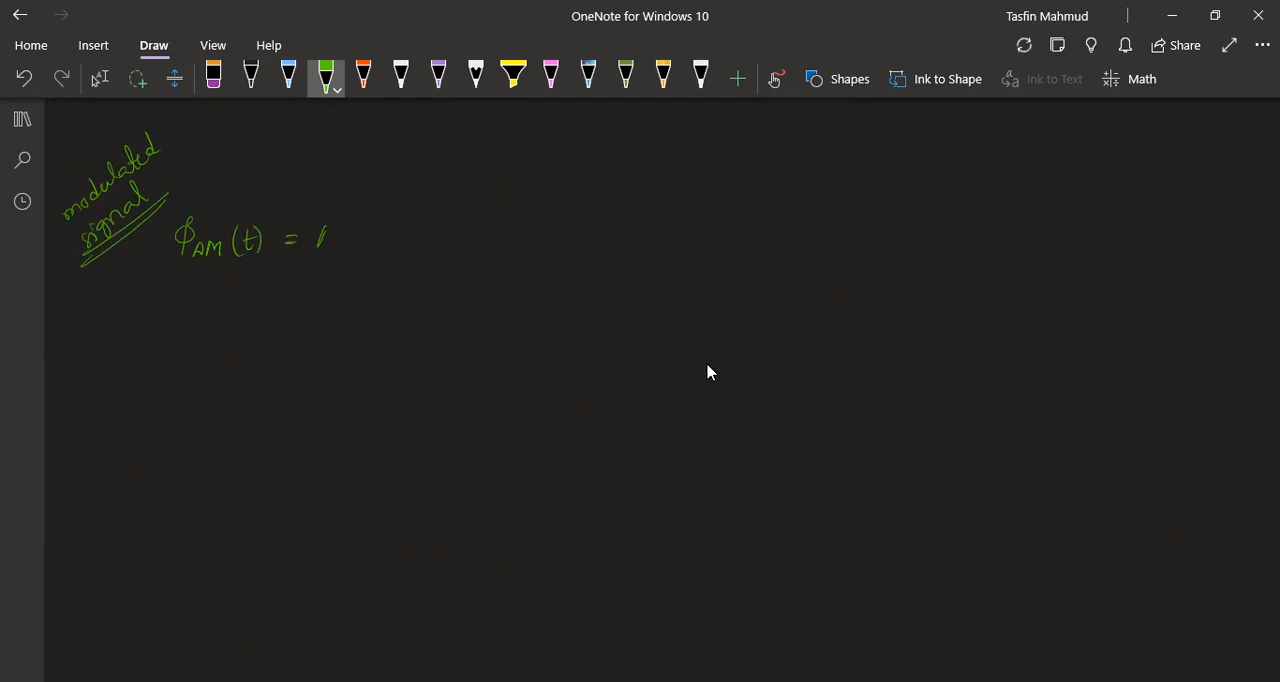 OneNote for Windows 10
Tasfin Mahmud
Home Insert Draw View Help
Share
Shapes Ink to Shape Ink to Text Math
modulated
signal
ϕAM(t) =